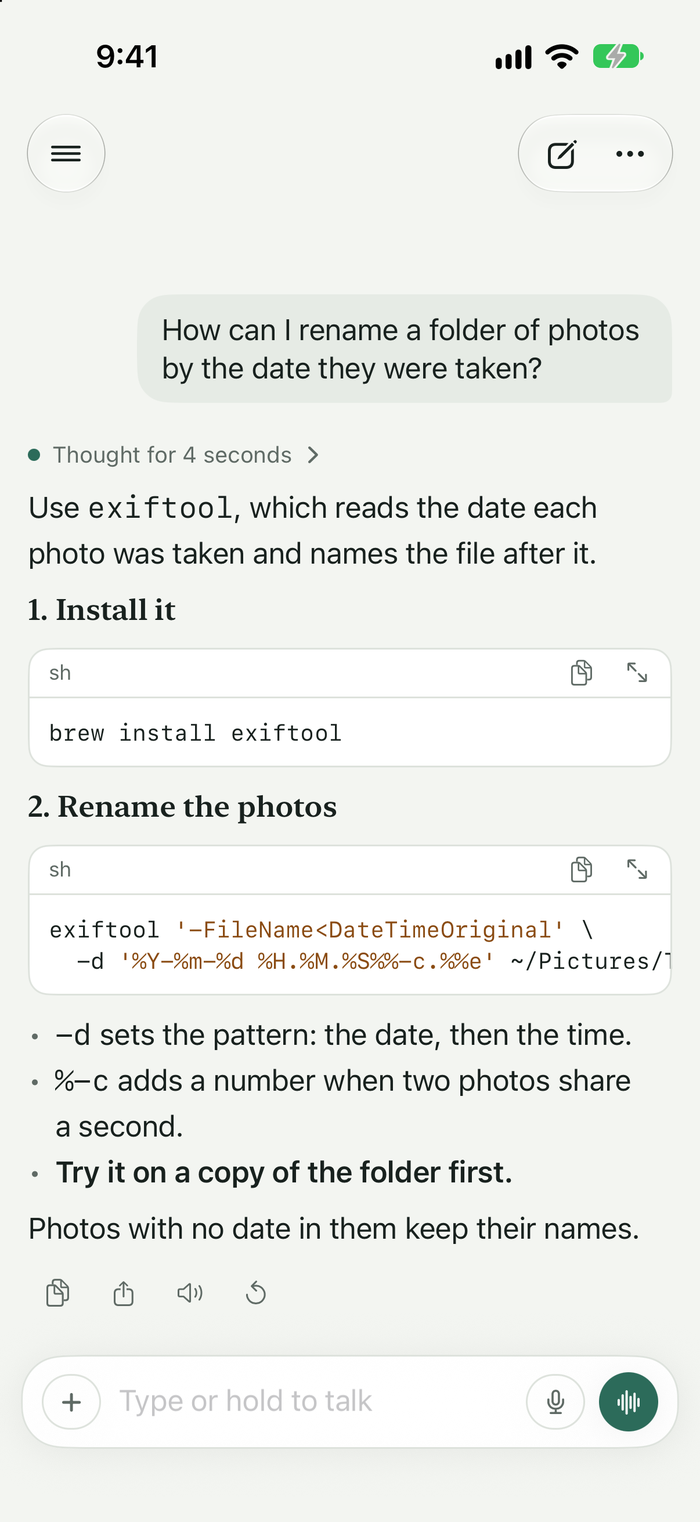 9:41
How can I rename a folder of photos
by the date they were taken?
Thought for 4 seconds
Use exiftool, which reads the date each
photo was taken and names the file after it.
1. Install it
sh
brew install exiftool
2. Rename the photos
sh
exiftool '-FileName<DateTimeOriginal' \
-d '%Y-%m-%d %H.%M.%S%%-c.%%e' ~/Pictures/
• -d sets the pattern: the date, then the time.
• %-c adds a number when two photos share
a second.
• Try it on a copy of the folder first.
Photos with no date in them keep their names.
Type or hold to talk